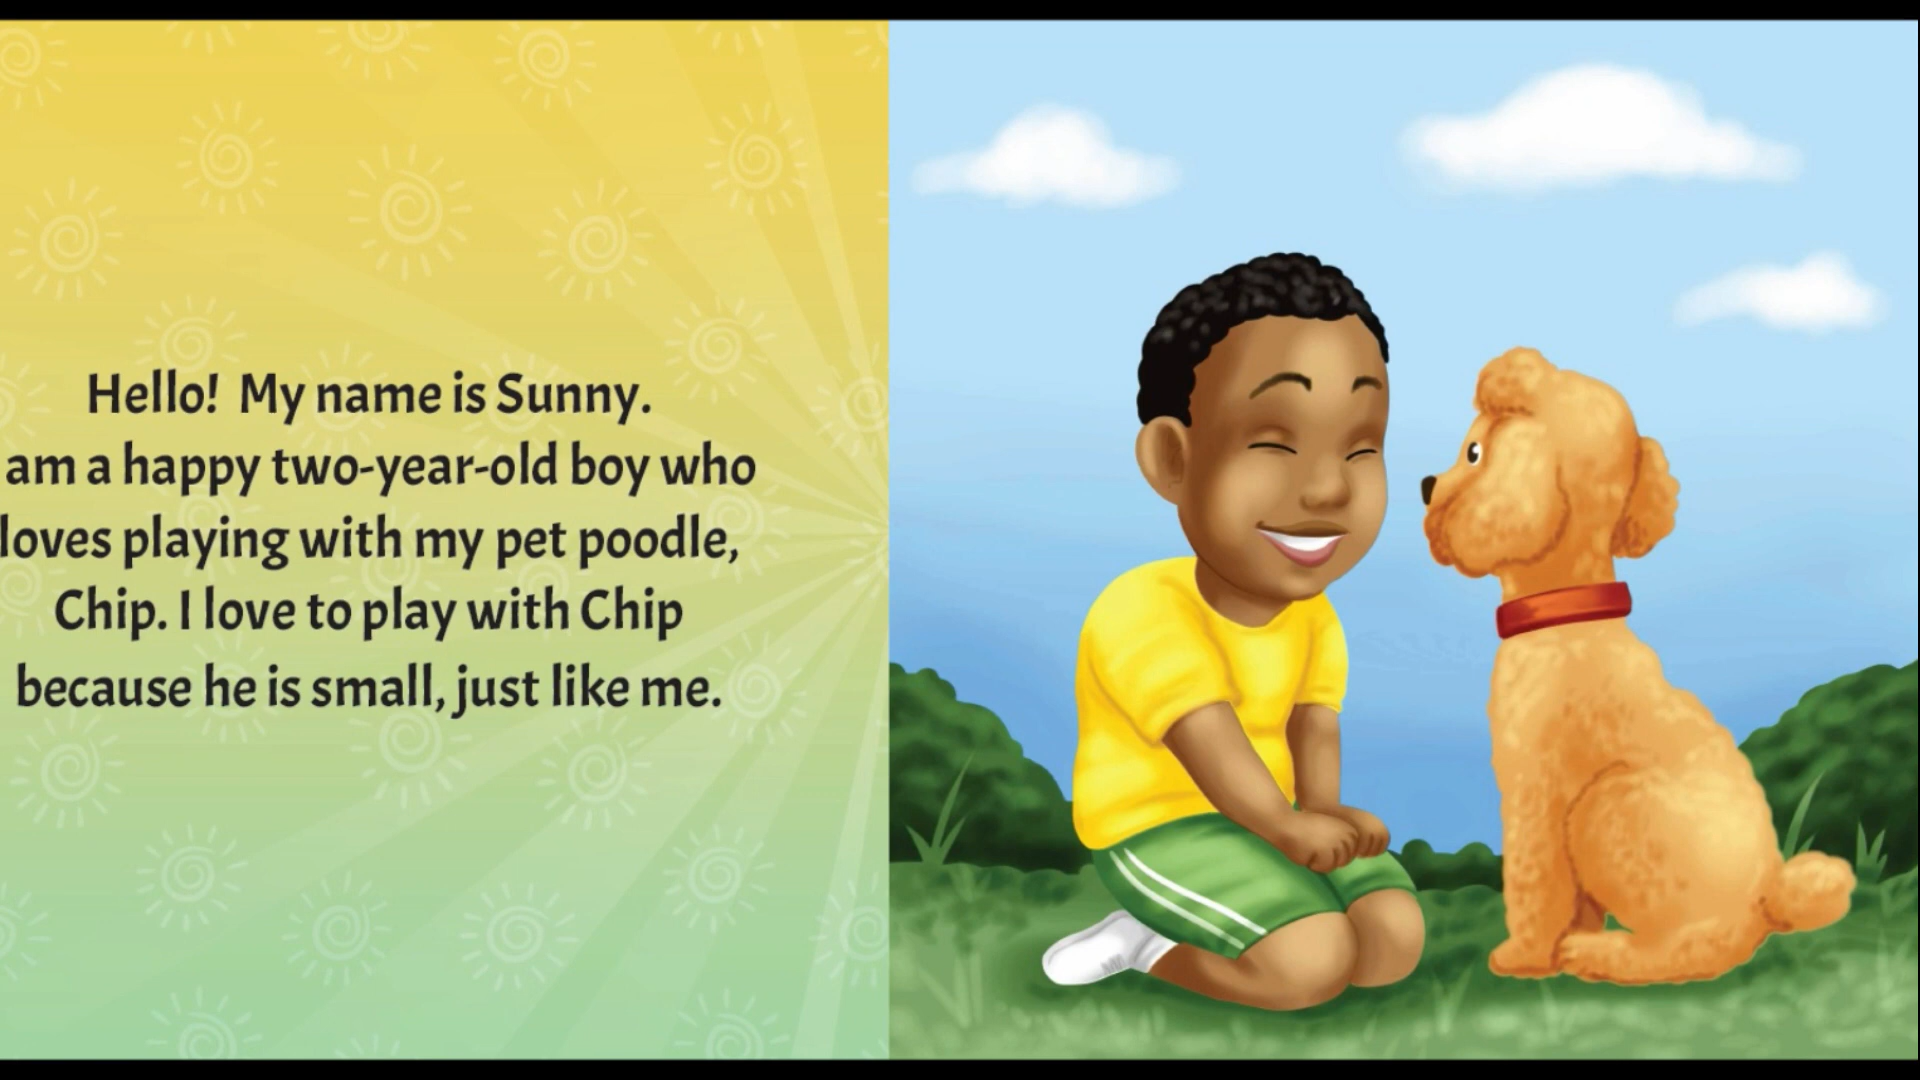 Hello! My name is Sunny.
am a happy two-year-old boy who
loves playing with my pet poodle,
Chip. I love to play with Chip
because he is small, just like me.